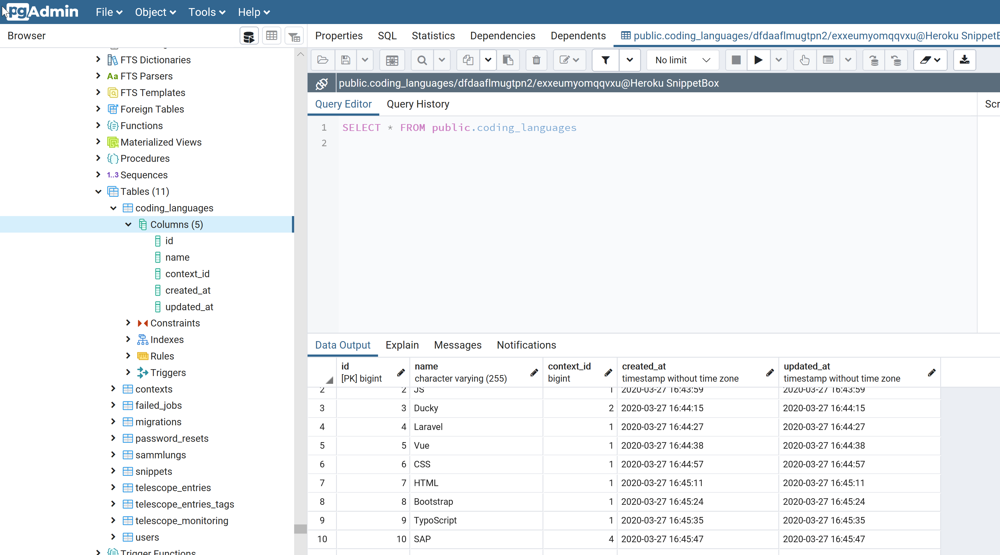 pgAdmin File Object Tools Help
Browser
Properties SQL Statistics Dependencies Dependents public.coding_languages/dfdaaflmugtpn2/exxeumyomqqvxu@Heroku SnippetB
No limit
public.coding_languages/dfdaaflmugtpn2/exxeumyomqqvxu@Heroku SnippetBox
Query Editor Query History Scr
1 SELECT * FROM public.coding_languages
2
FTS Dictionaries
Aa FTS Parsers
FTS Templates
Foreign Tables
Functions
Materialized Views
Procedures
1..3 Sequences
Tables (11)
coding_languages
Columns (5)
id
name
context_id
created_at
updated_at
Constraints
Indexes
Rules
Triggers
contexts
failed_jobs
migrations
password_resets
sammlungs
snippets
telescope_entries
telescope_entries_tags
telescope_monitoring
users
Trigger Functions
Data Output Explain Messages Notifications
id name context_id created_at updated_at
[PK] bigint character varying (255) bigint timestamp without time zone timestamp without time zone
2 2 JS 1 2020-03-27 16:43:59 2020-03-27 16:43:59
3 3 Ducky 2 2020-03-27 16:44:15 2020-03-27 16:44:15
4 4 Laravel 1 2020-03-27 16:44:27 2020-03-27 16:44:27
5 5 Vue 1 2020-03-27 16:44:38 2020-03-27 16:44:38
6 6 CSS 1 2020-03-27 16:44:57 2020-03-27 16:44:57
7 7 HTML 1 2020-03-27 16:45:11 2020-03-27 16:45:11
8 8 Bootstrap 1 2020-03-27 16:45:24 2020-03-27 16:45:24
9 9 TypoScript 1 2020-03-27 16:45:35 2020-03-27 16:45:35
10 10 SAP 4 2020-03-27 16:45:47 2020-03-27 16:45:47